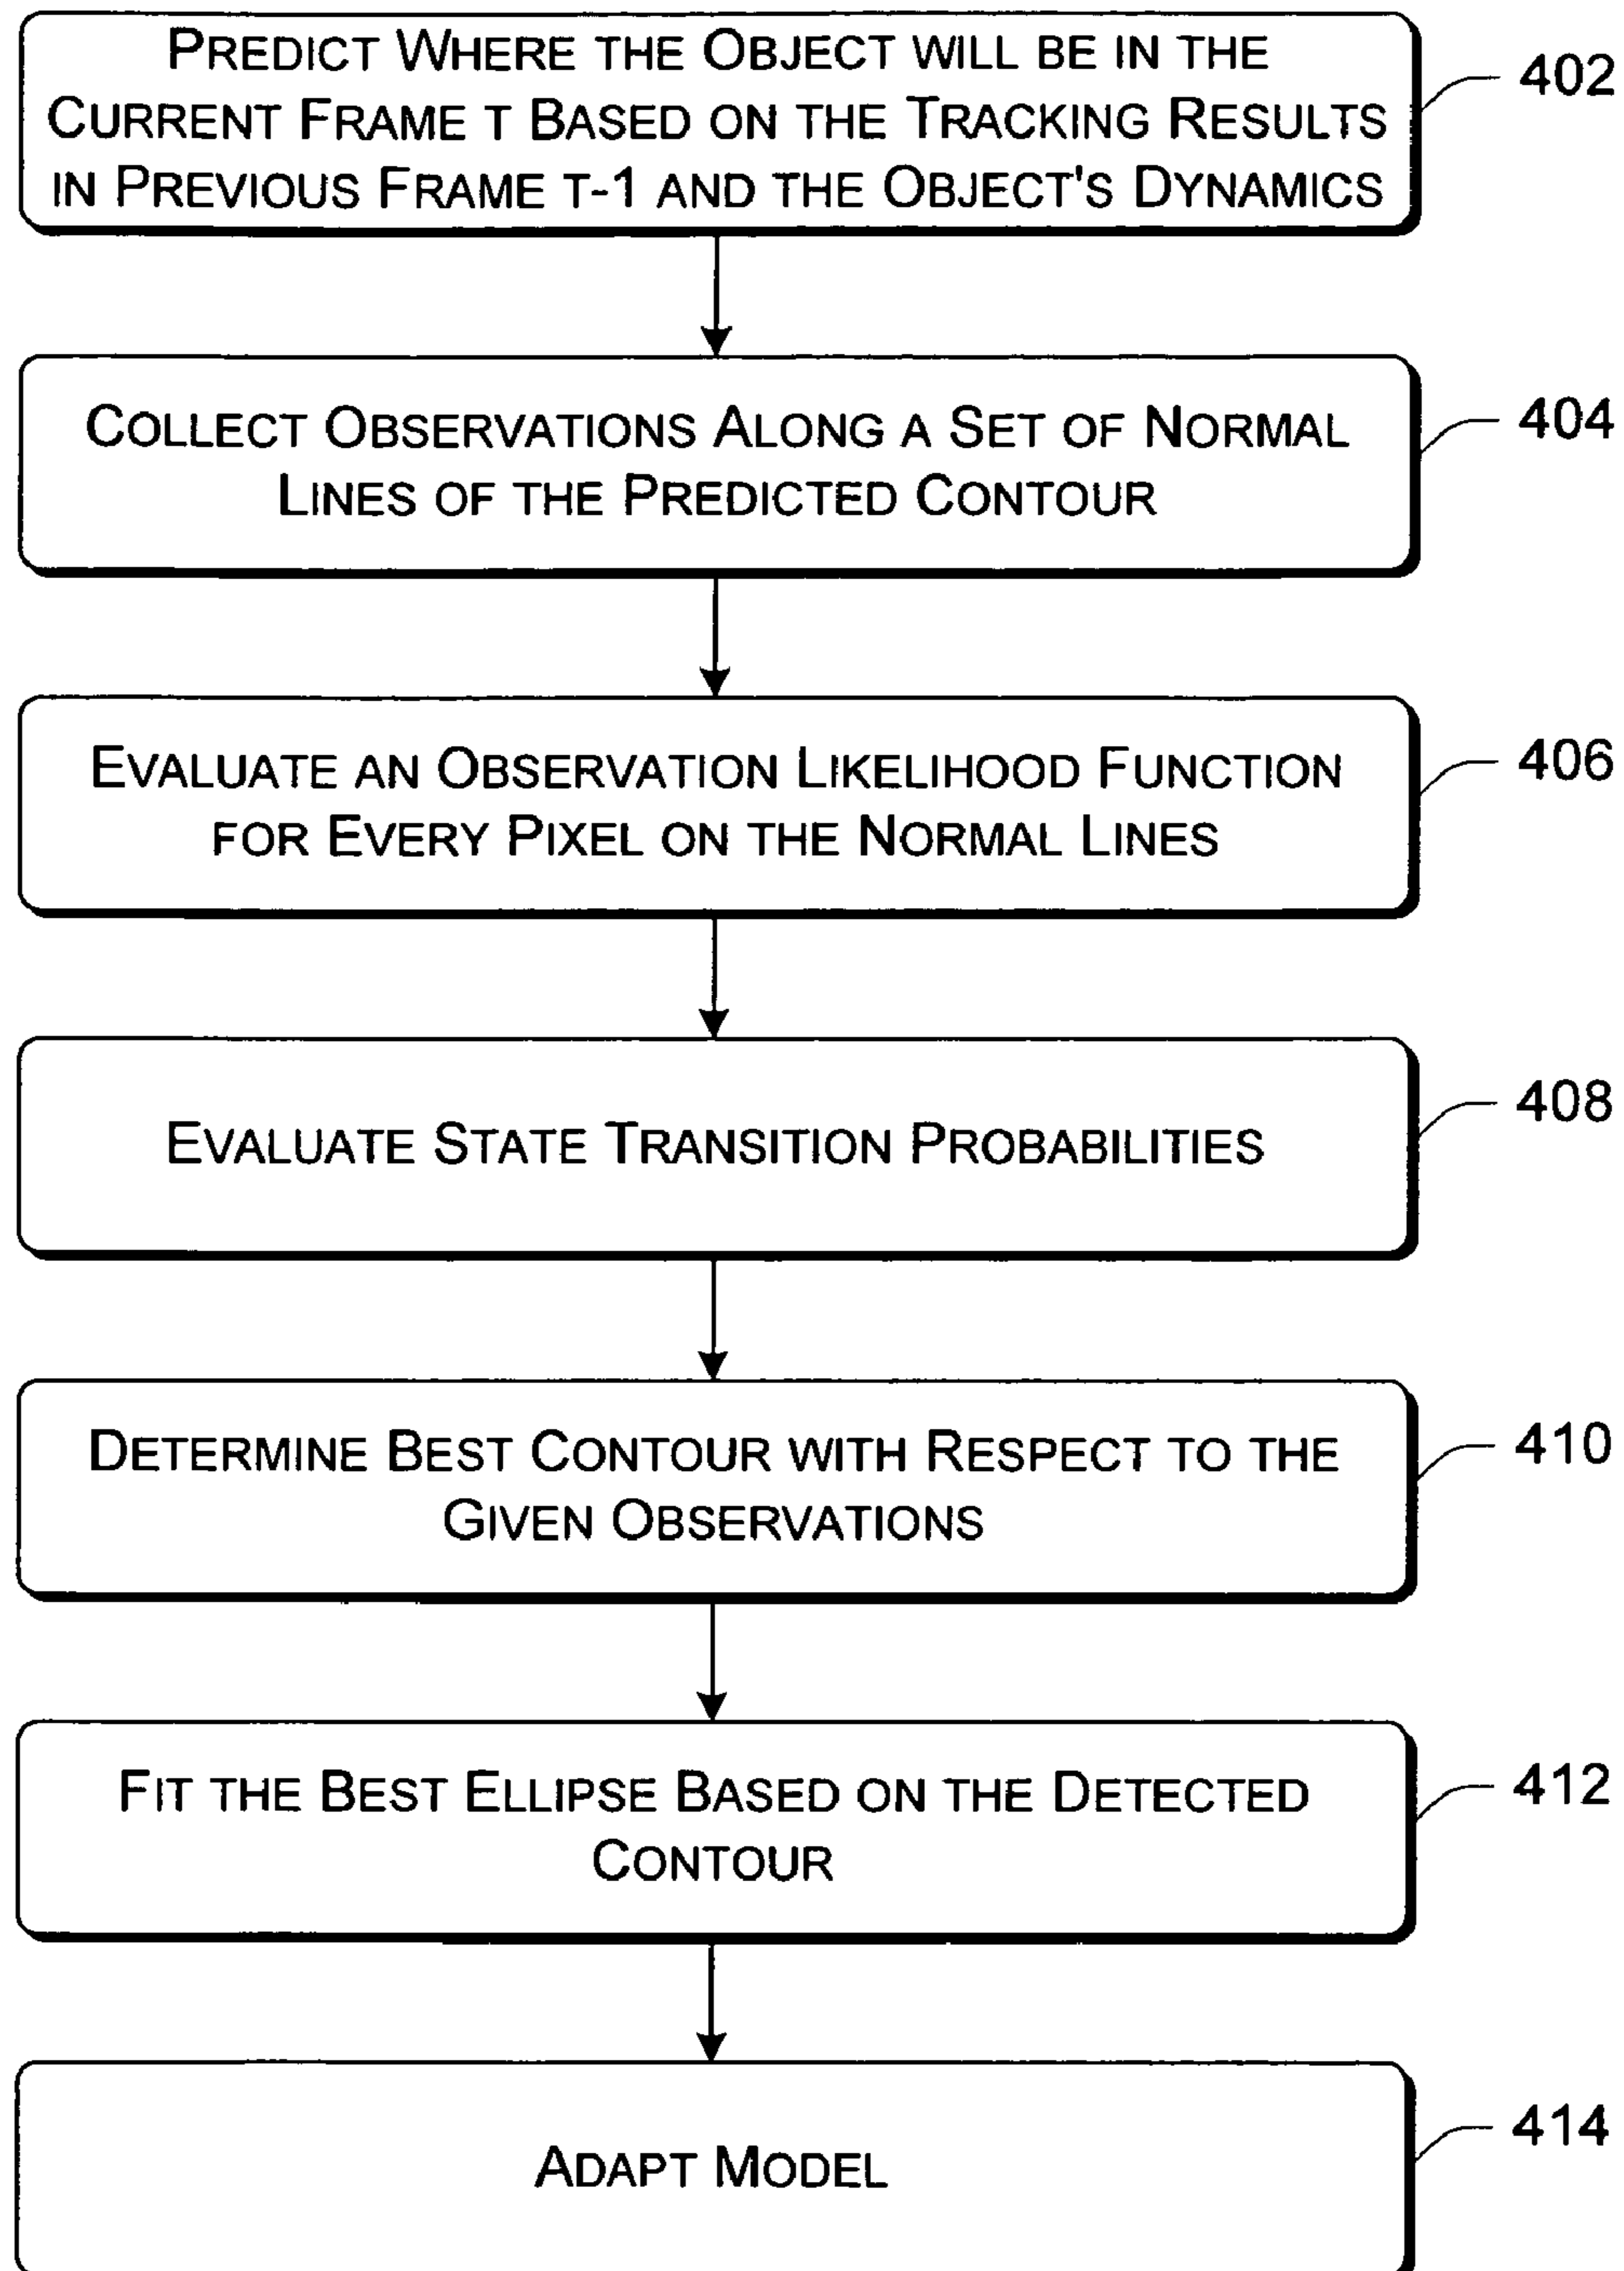 PREDICT WHERE THE OBJECT WILL BE IN THE
CURRENT FRAME T BASED ON THE TRACKING RESULTS
IN PREVIOUS FRAME T-1 AND THE OBJECT'S DYNAMICS
402
COLLECT OBSERVATIONS ALONG A SET OF NORMAL
LINES OF THE PREDICTED CONTOUR
404
EVALUATE AN OBSERVATION LIKELIHOOD FUNCTION
FOR EVERY PIXEL ON THE NORMAL LINES
406
EVALUATE STATE TRANSITION PROBABILITIES
408
DETERMINE BEST CONTOUR WITH RESPECT TO THE
GIVEN OBSERVATIONS
410
FIT THE BEST ELLIPSE BASED ON THE DETECTED
CONTOUR
412
ADAPT MODEL
414